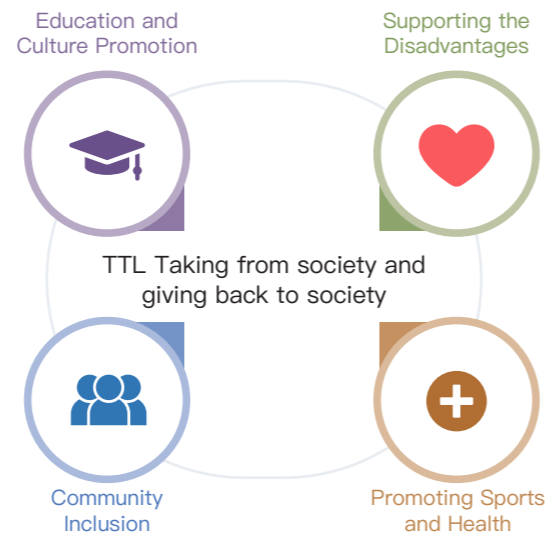 Education and
Culture Promotion
Supporting the
Disadvantages
TTL Taking from society and
giving back to society
Community
Inclusion
Promoting Sports
and Health